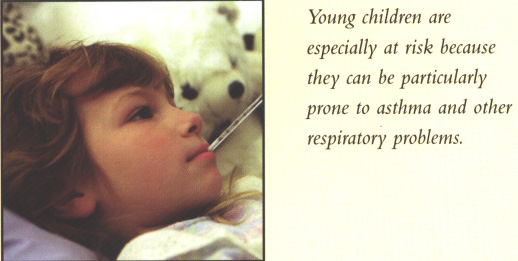 Young children are
especially at risk because
they can be particularly
prone to asthma and other
respiratory problems.